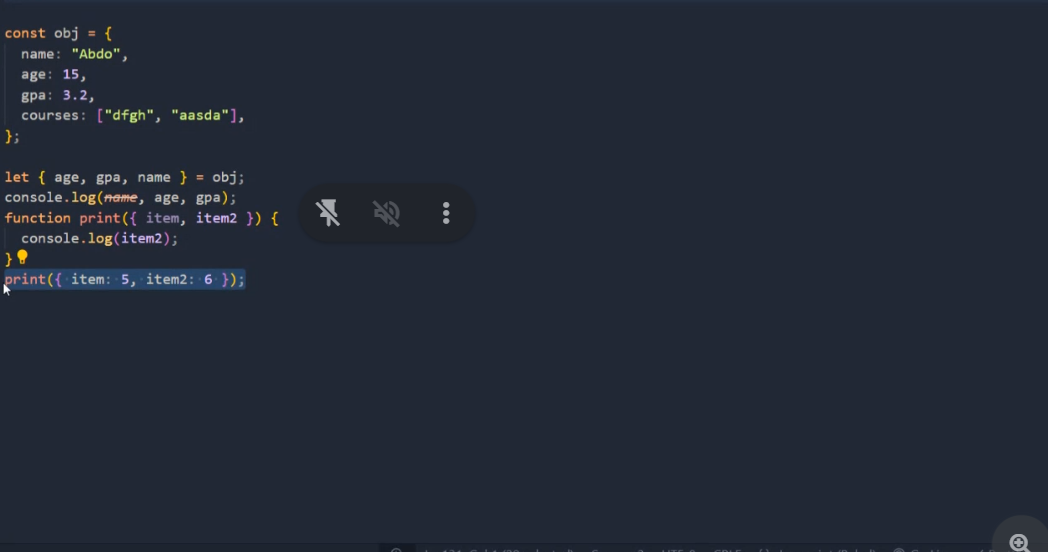 const obj = {
name: "Abdo",
age: 15,
gpa: 3.2,
courses: ["dfgh", "aasda"],
};
let { age, gpa, name } = obj;
console.log(name, age, gpa);
function print({ item, item2 }) {
console.log(item2);
}
print({ item: 5, item2: 6 });